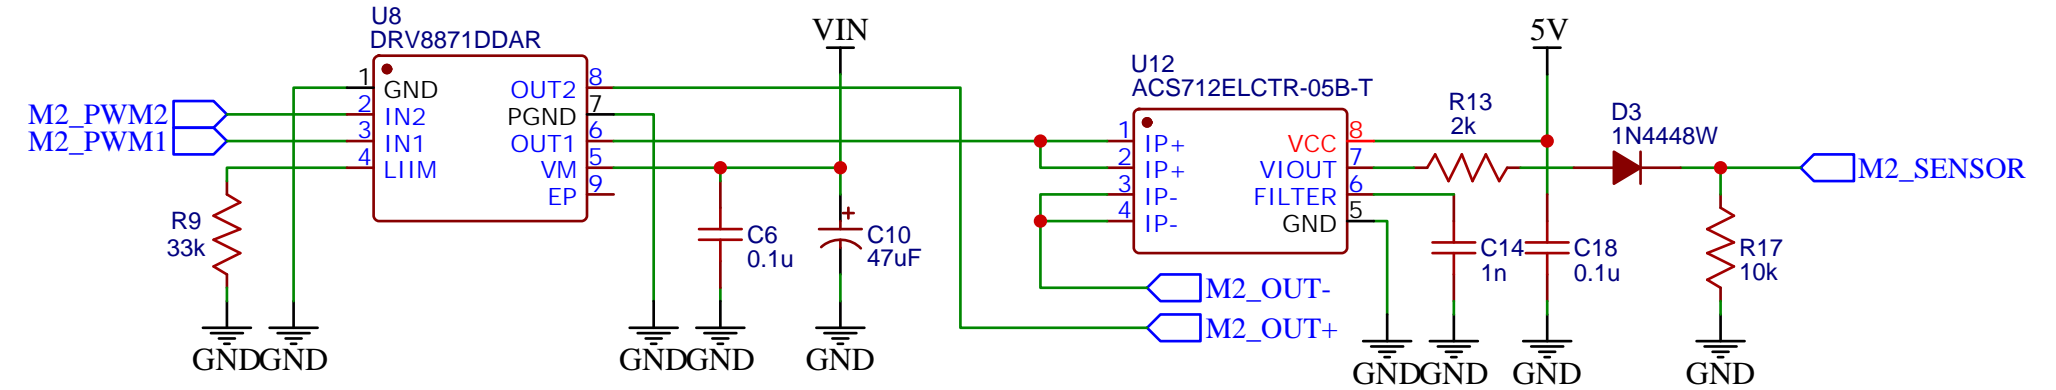 U8
DRV8871DDAR
M2_PWM2
M2_PWM1
1
2
3
4
GND
IN2
IN1
LIIM
OUT2
PGND
OUT1
VM
EP
8
7
6
5
9
R9
33k
GND
GND
GND
C6
0.1u
GND
VIN
C10
47uF
GND
U12
ACS712ELCTR-05B-T
1
2
3
4
IP+
IP+
IP-
IP-
VCC
VIOUT
FILTER
GND
8
7
6
5
M2_OUT-
M2_OUT+
R13
2k
5V
D3
1N4448W
M2_SENSOR
C14
1n
C18
0.1u
R17
10k
GND
GND
GND
GND